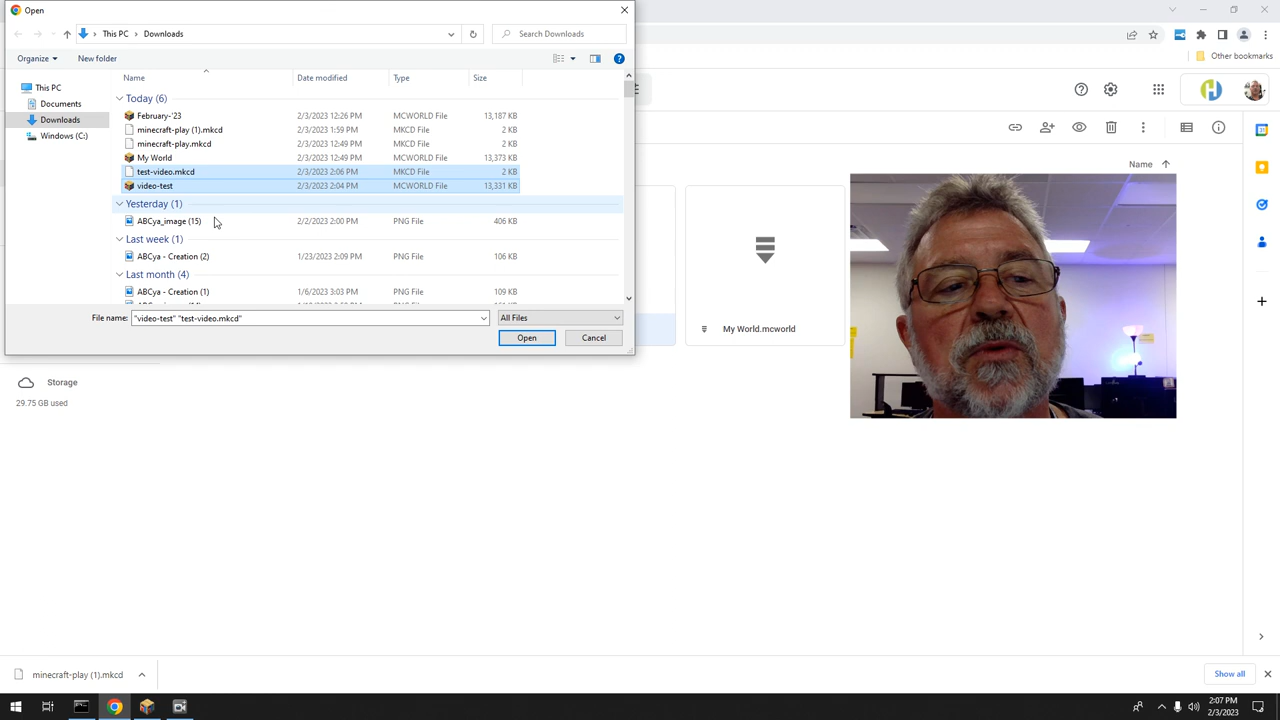 Open
This PC
Downloads
Search Downloads
Organize
New folder
Name
Date modified
Type
Size
This PC
Documents
Downloads
Windows (C:)
Today (6)
February-'23 2/3/2023 12:26 PM MCWORLD File 13,187 KB
minecraft-play (1).mkcd 2/3/2023 1:59 PM MKCD File 2 KB
minecraft-play.mkcd 2/3/2023 12:49 PM MKCD File 2 KB
My World 2/3/2023 12:49 PM MCWORLD File 13,373 KB
test-video.mkcd 2/3/2023 2:06 PM MKCD File 2 KB
video-test 2/3/2023 2:04 PM MCWORLD File 13,331 KB
Yesterday (1)
ABCya_image (15) 2/2/2023 2:00 PM PNG File 406 KB
Last week (1)
ABCya - Creation (2) 1/23/2023 2:09 PM PNG File 106 KB
Last month (4)
ABCya - Creation (1) 1/6/2023 3:03 PM PNG File 109 KB
File name: "video-test" "test-video.mkcd"
All Files
Open
Cancel
Other bookmarks
Name
My World.mcworld
Storage
29.75 GB used
minecraft-play (1).mkcd
Show all
2:07 PM
2/3/2023